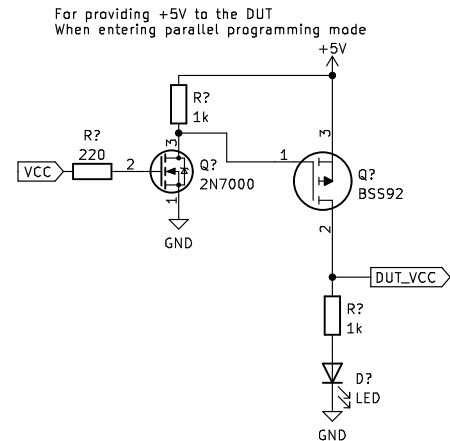 For providing +5V to the DUT
When entering parallel programming mode
+5V
R?
1k
3
R?
220
VCC
2
Q?
2N7000
1
GND
3
1
Q?
BSS92
2
DUT_VCC
R?
1k
D?
LED
GND